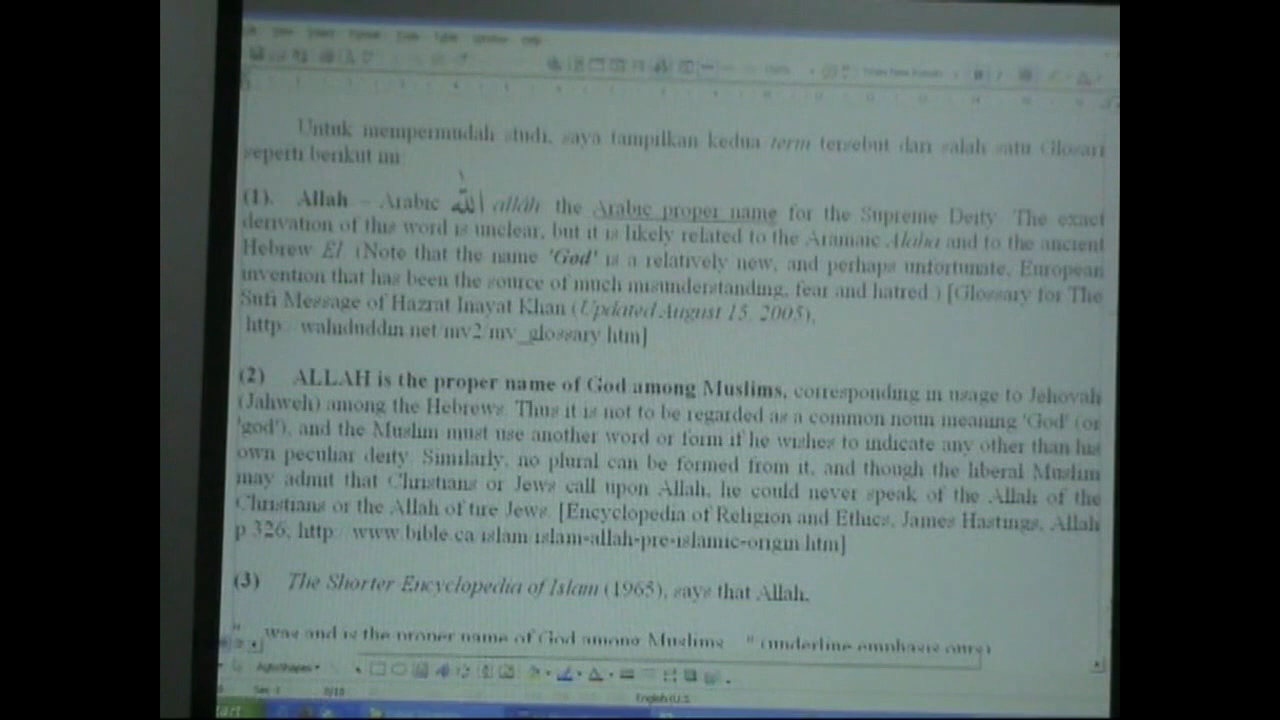 Untuk mempermudah studi, saya tampilkan kedua term tersebut dari salah satu Glosari
seperti berikut ini
(1). Allah – Arabic الله allāh the Arabic proper name for the Supreme Deity. The exact
derivation of this word is unclear, but it is likely related to the Aramaic Alaha and to the ancient
Hebrew El. (Note that the name 'God' is a relatively new, and perhaps unfortunate, European
invention that has been the source of much misunderstanding, fear and hatred.) [Glossary for The
Sufi Message of Hazrat Inayat Khan (Updated August 15, 2005),
http://wahiduddin.net/mv2/mv_glossary.htm]
(2) ALLAH is the proper name of God among Muslims, corresponding in usage to Jehovah
(Jahweh) among the Hebrews. Thus it is not to be regarded as a common noun meaning 'God' (or
'god'), and the Muslim must use another word or form if he wishes to indicate any other than his
own peculiar deity. Similarly, no plural can be formed from it, and though the liberal Muslim
may admit that Christians or Jews call upon Allah, he could never speak of the Allah of the
Christians or the Allah of tire Jews. [Encyclopedia of Religion and Ethics, James Hastings, Allah
p 326, http://www.bible.ca/islam/islam-allah-pre-islamic-origin.htm]
(3) The Shorter Encyclopedia of Islam (1965), says that Allah,
"... was and is the proper name of God among Muslims ..." (underline emphasis ours)
AutoShapes
English (U.S